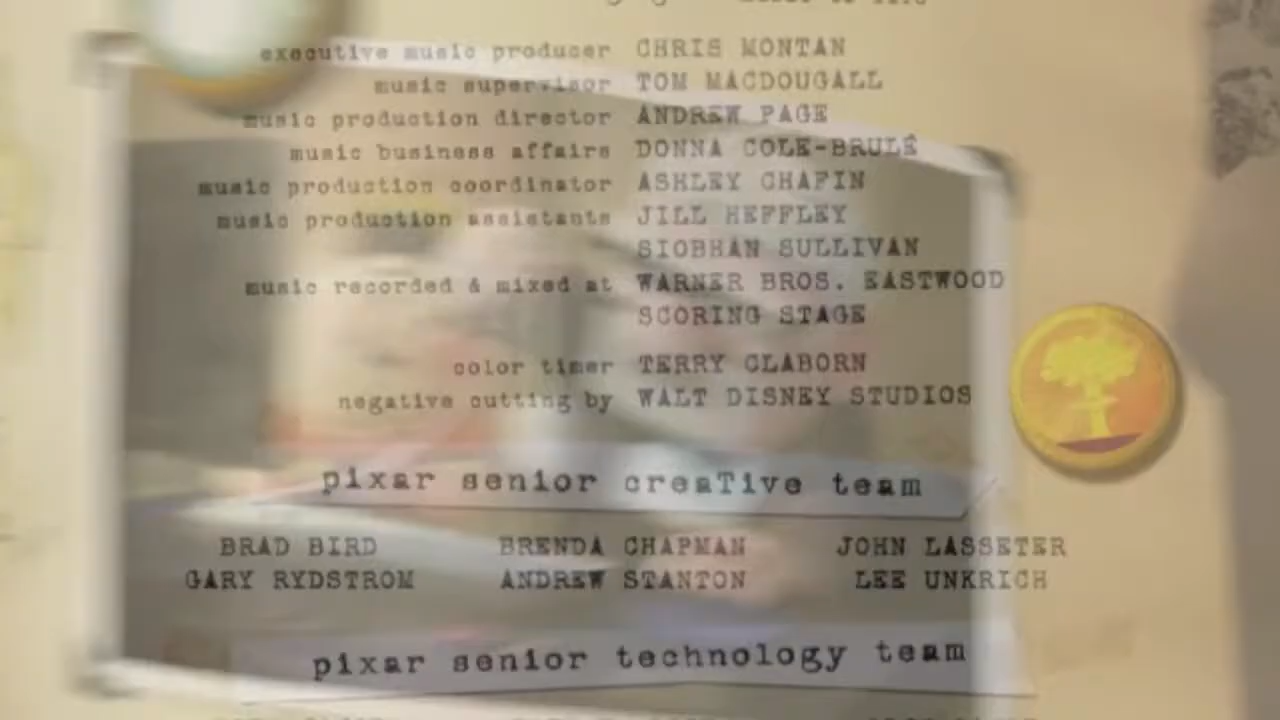 executive music producer CHRIS MONTAN
music supervisor TOM MACDOUGALL
music production director ANDREW PAGE
music business affairs DONNA COLE-BRULÉ
music production coordinator ASHLEY CHAFIN
music production assistants JILL HEFFLEY
SIOBHAN SULLIVAN
music recorded & mixed at WARNER BROS. EASTWOOD
SCORING STAGE
color timer TERRY CLABORN
negative cutting by WALT DISNEY STUDIOS
pixar senior creaTive team
BRAD BIRD BRENDA CHAPMAN JOHN LASSETER
GARY RYDSTROM ANDREW STANTON LEE UNKRICH
pixar senior technology team